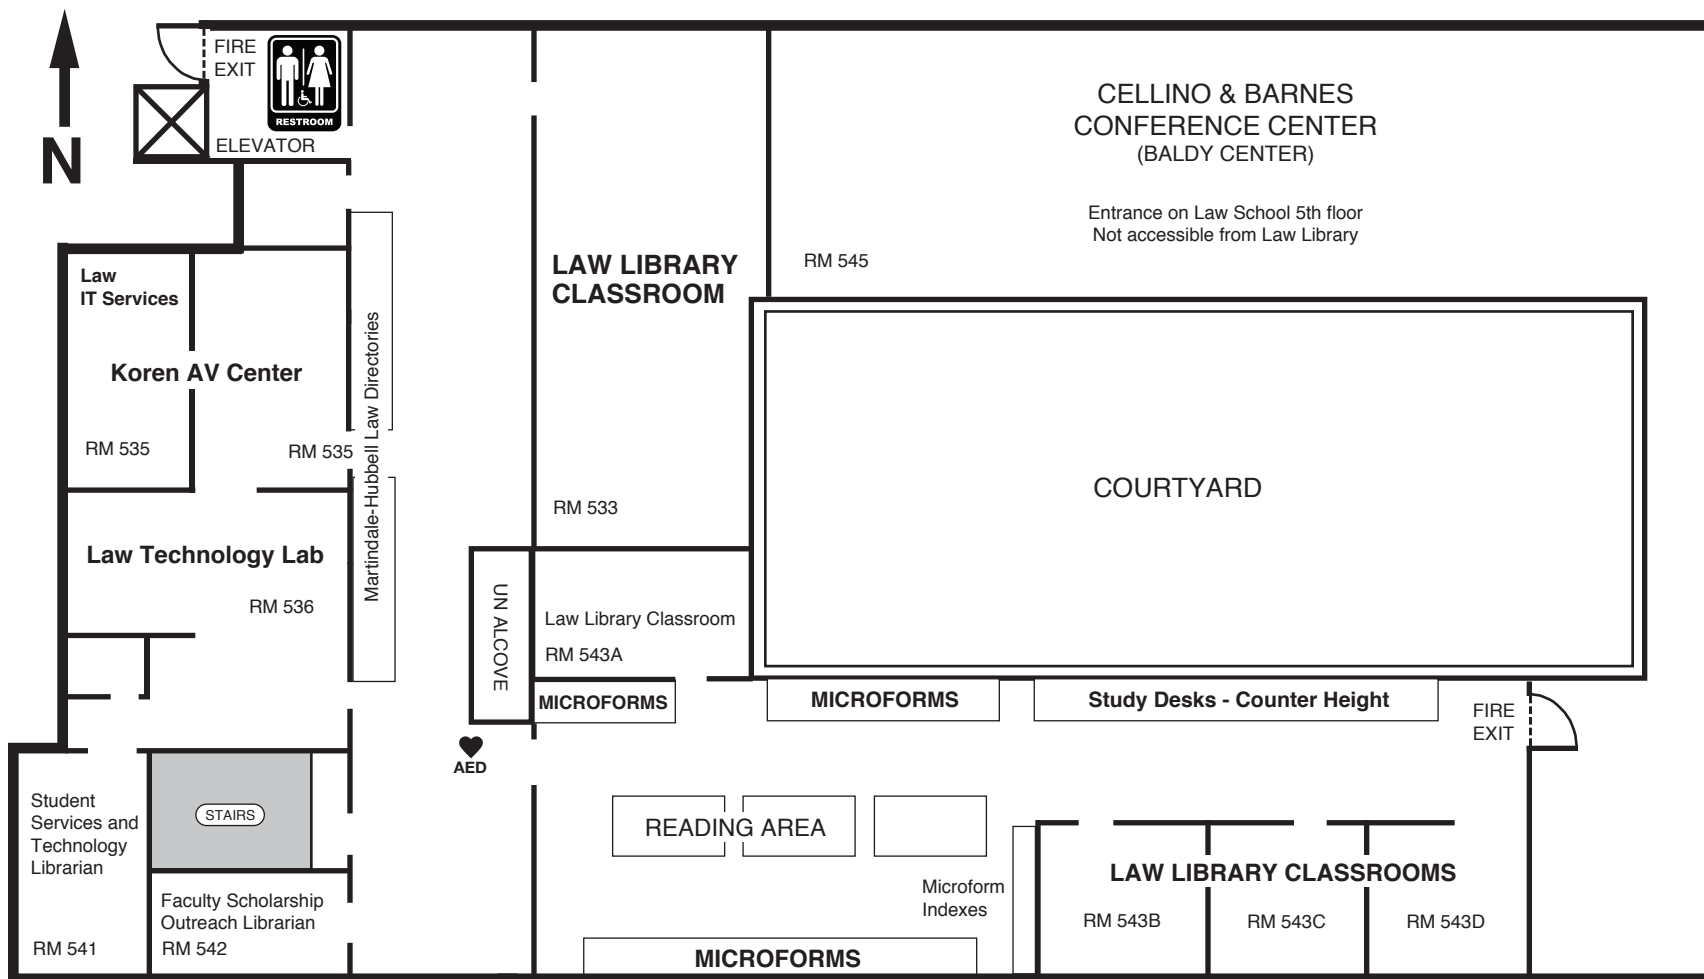 N
FIRE
EXIT
RESTROOM
ELEVATOR
CELLINO & BARNES
CONFERENCE CENTER
(BALDY CENTER)
Entrance on Law School 5th floor
Not accessible from Law Library
RM 545
LAW LIBRARY
CLASSROOM
RM 533
Law
IT Services
Koren AV Center
RM 535
RM 535
Martindale-Hubbell Law Directories
COURTYARD
Law Technology Lab
RM 536
UN ALCOVE
Law Library Classroom
RM 543A
MICROFORMS
MICROFORMS
Study Desks - Counter Height
FIRE
EXIT
AED
Student
Services and
Technology
Librarian
RM 541
STAIRS
Faculty Scholarship
Outreach Librarian
RM 542
READING AREA
Microform
Indexes
MICROFORMS
LAW LIBRARY CLASSROOMS
RM 543B
RM 543C
RM 543D